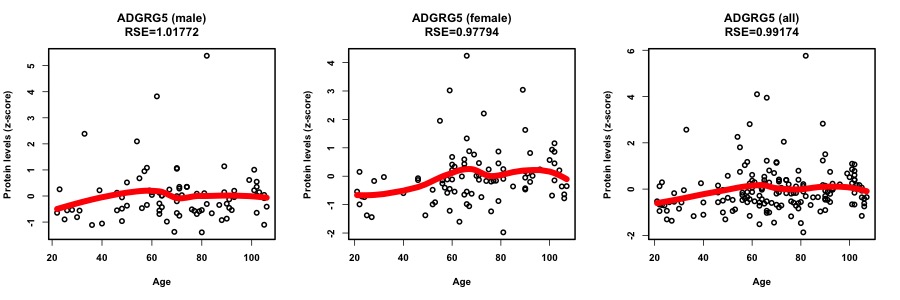 ADGRG5 (male)
RSE=1.01772
Protein levels (z-score)
5
4
3
2
1
0
-1
20 40 60 80 100
Age
ADGRG5 (female)
RSE=0.97794
Protein levels (z-score)
4
3
2
1
0
-1
-2
20 40 60 80 100
Age
ADGRG5 (all)
RSE=0.99174
Protein levels (z-score)
6
4
2
0
-2
20 40 60 80 100
Age